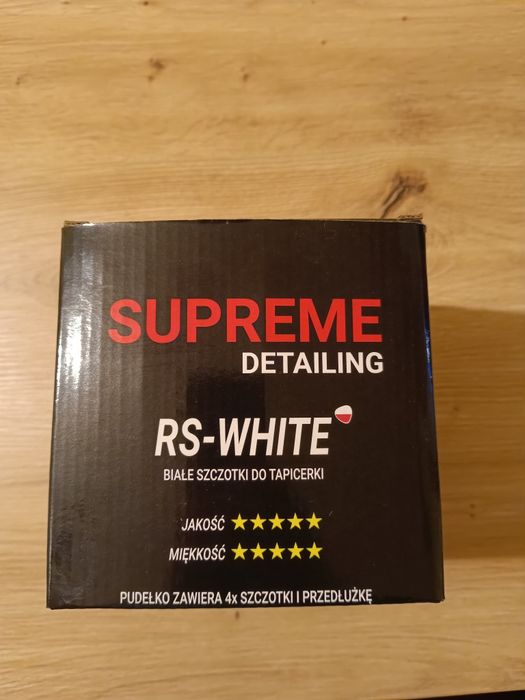 SUPREME
DETAILING
RS-WHITE
BIAŁE SZCZOTKI DO TAPICERKI
JAKOŚĆ ★★★★★
MIĘKKOŚĆ ★★★★★
PUDEŁKO ZAWIERA 4x SZCZOTKI I PRZEDŁUŻKĘ